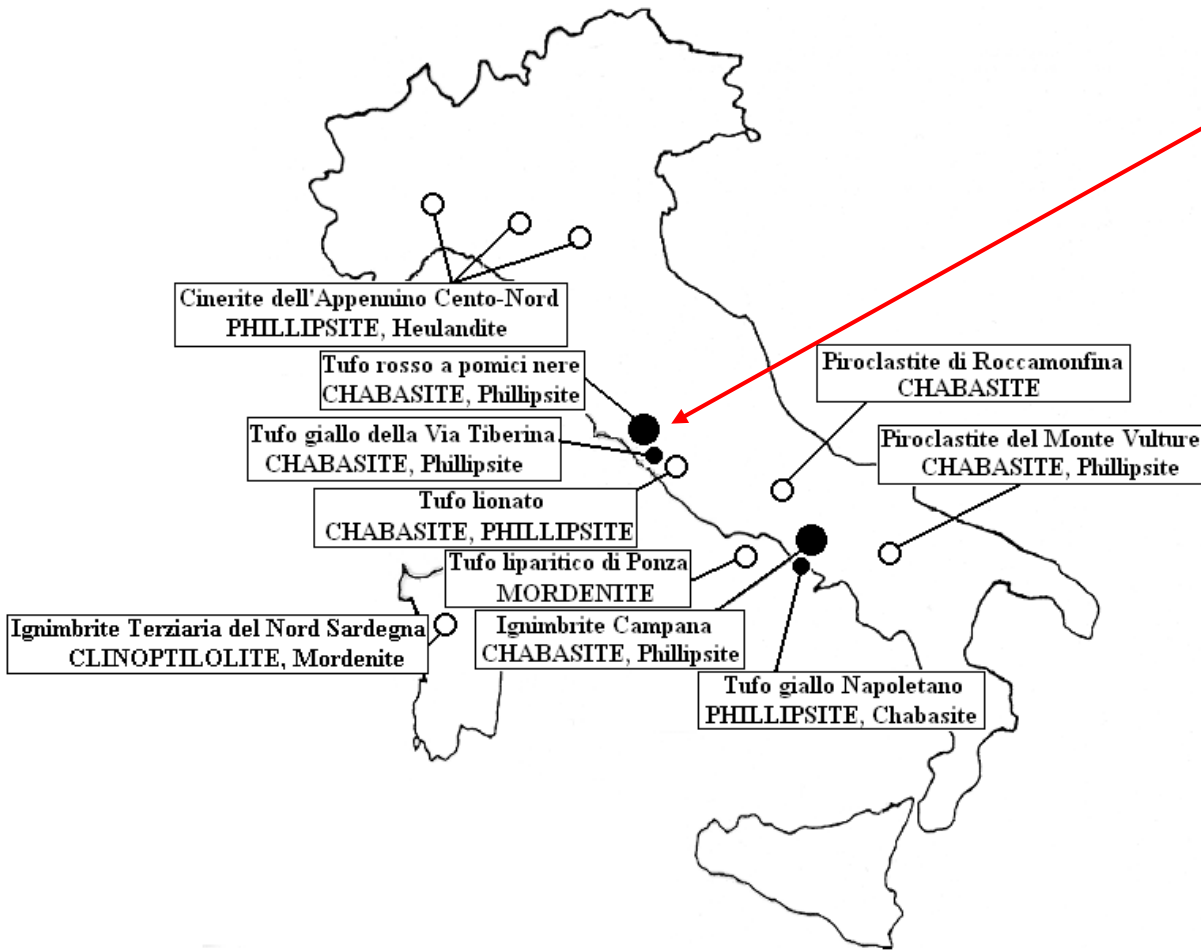 Cinerite dell'Appennino Cento-Nord
PHILLIPSITE, Heulandite
Tufo rosso a pomici nere
CHABASITE, Phillipsite
Piroclastite di Roccamonfina
CHABASITE
Tufo giallo della Via Tiberina
CHABASITE, Phillipsite
Piroclastite del Monte Vulture
CHABASITE, Phillipsite
Tufo lionato
CHABASITE, PHILLIPSITE
Tufo liparitico di Ponza
MORDENITE
Ignimbrite Terziaria del Nord Sardegna
CLINOPTILOLITE, Mordenite
Ignimbrite Campana
CHABASITE, Phillipsite
Tufo giallo Napoletano
PHILLIPSITE, Chabasite